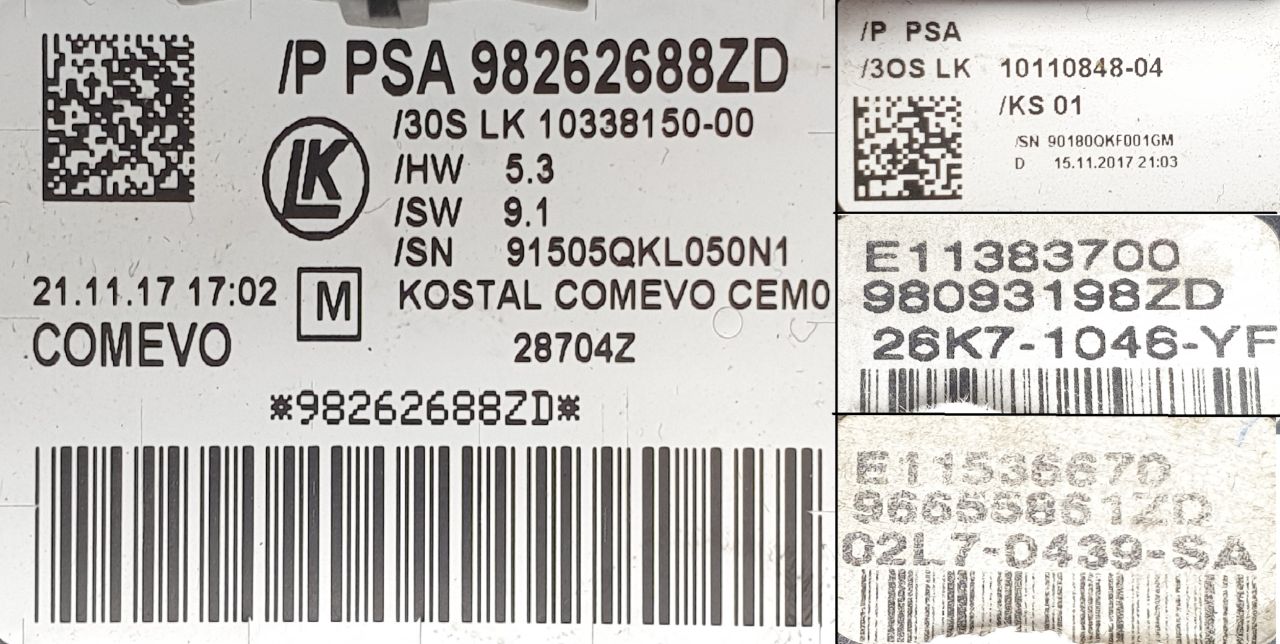 /P PSA 98262688ZD
/30S LK 10338150-00
LK
/HW 5.3
/SW 9.1
/SN 91505QKL050N1
21.11.17 17:02
M
KOSTAL COMEVO CEM0
COMEVO
28704Z
*98262688ZD*
/P PSA
/3OS LK 10110848-04
/KS 01
/SN 90180QKF001GM
D 15.11.2017 21:03
E11383700
98093198ZD
26K7-1046-YF
E11536670
96655861ZD
02L7-0439-SA